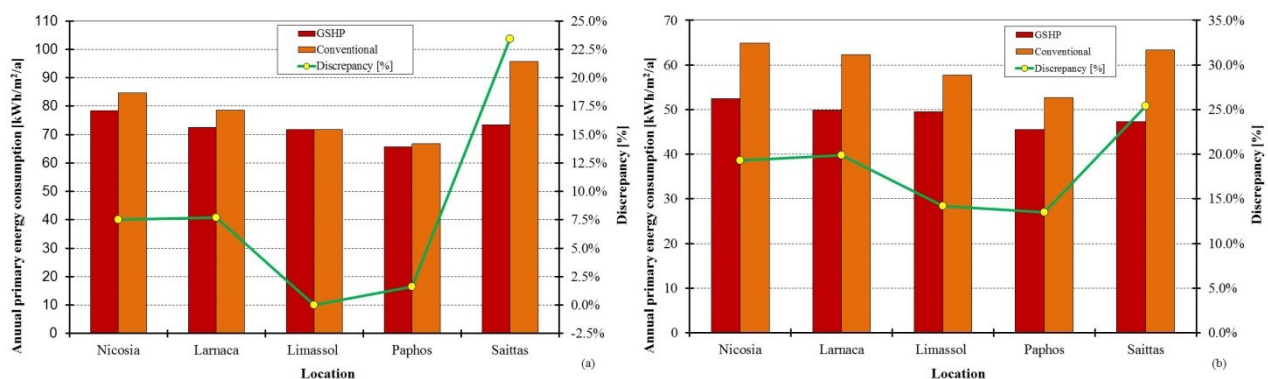 Annual primary energy consumption [kWh/m²/a]
110
100
90
80
70
60
50
40
30
20
10
0
GSHP
Conventional
Discrepancy [%]
25.0%
22.5%
20.0%
17.5%
15.0%
12.5%
10.0%
7.5%
5.0%
2.5%
0.0%
-2.5%
Discrepancy [%]
Nicosia Larnaca Limassol Paphos Saittas
Location
(a)
Annual primary energy consumption [kWh/m²/a]
70
60
50
40
30
20
10
0
GSHP
Conventional
Discrepancy [%]
35.0%
30.0%
25.0%
20.0%
15.0%
10.0%
5.0%
0.0%
Discrepancy [%]
Nicosia Larnaca Limassol Paphos Saittas
Location
(b)